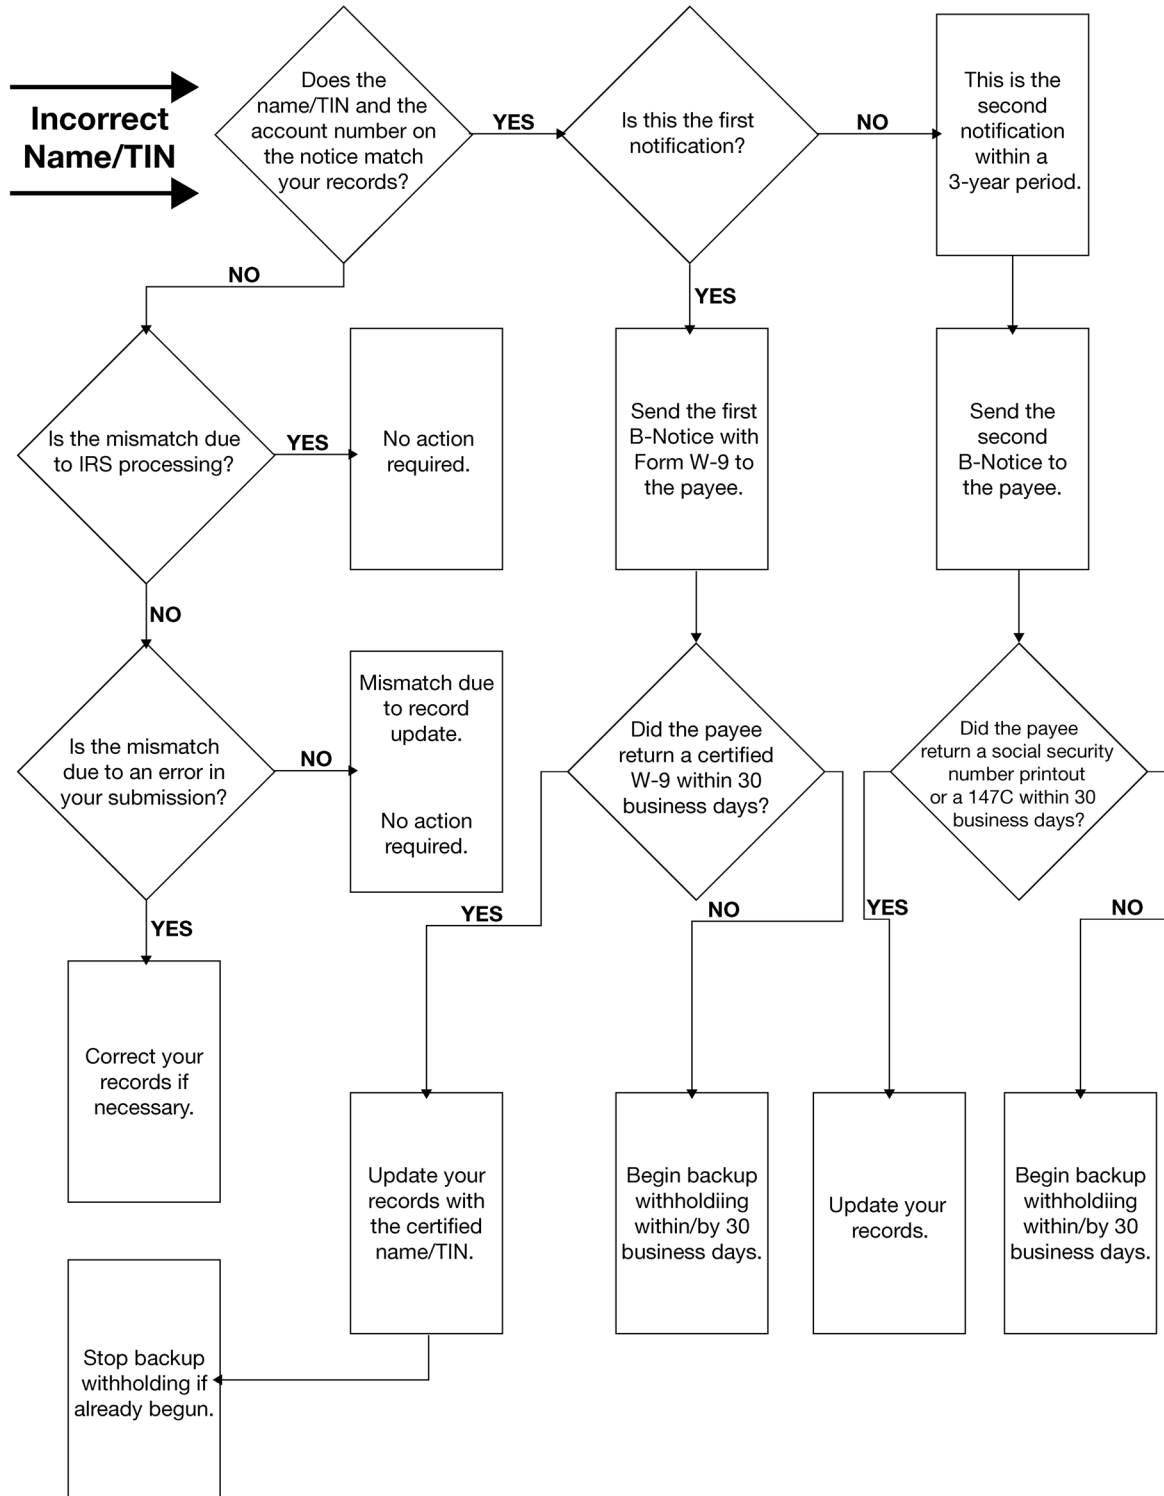 Incorrect
Name/TIN
Does the
name/TIN and the
account number on
the notice match
your records?
YES
Is this the first
notification?
NO
This is the
second
notification
within a
3-year period.
NO
YES
Is the mismatch due
to IRS processing?
YES
No action
required.
Send the first
B-Notice with
Form W-9 to
the payee.
Send the
second
B-Notice to
the payee.
NO
Is the mismatch
due to an error in
your submission?
NO
Mismatch due
to record
update.
No action
required.
Did the payee
return a certified
W-9 within 30
business days?
Did the payee
return a social security
number printout
or a 147C within 30
business days?
YES
YES
NO
YES
NO
Correct your
records if
necessary.
Update your
records with
the certified
name/TIN.
Begin backup
withholdiing
within/by 30
business days.
Update your
records.
Begin backup
withholdiing
within/by 30
business days.
Stop backup
withholding if
already begun.